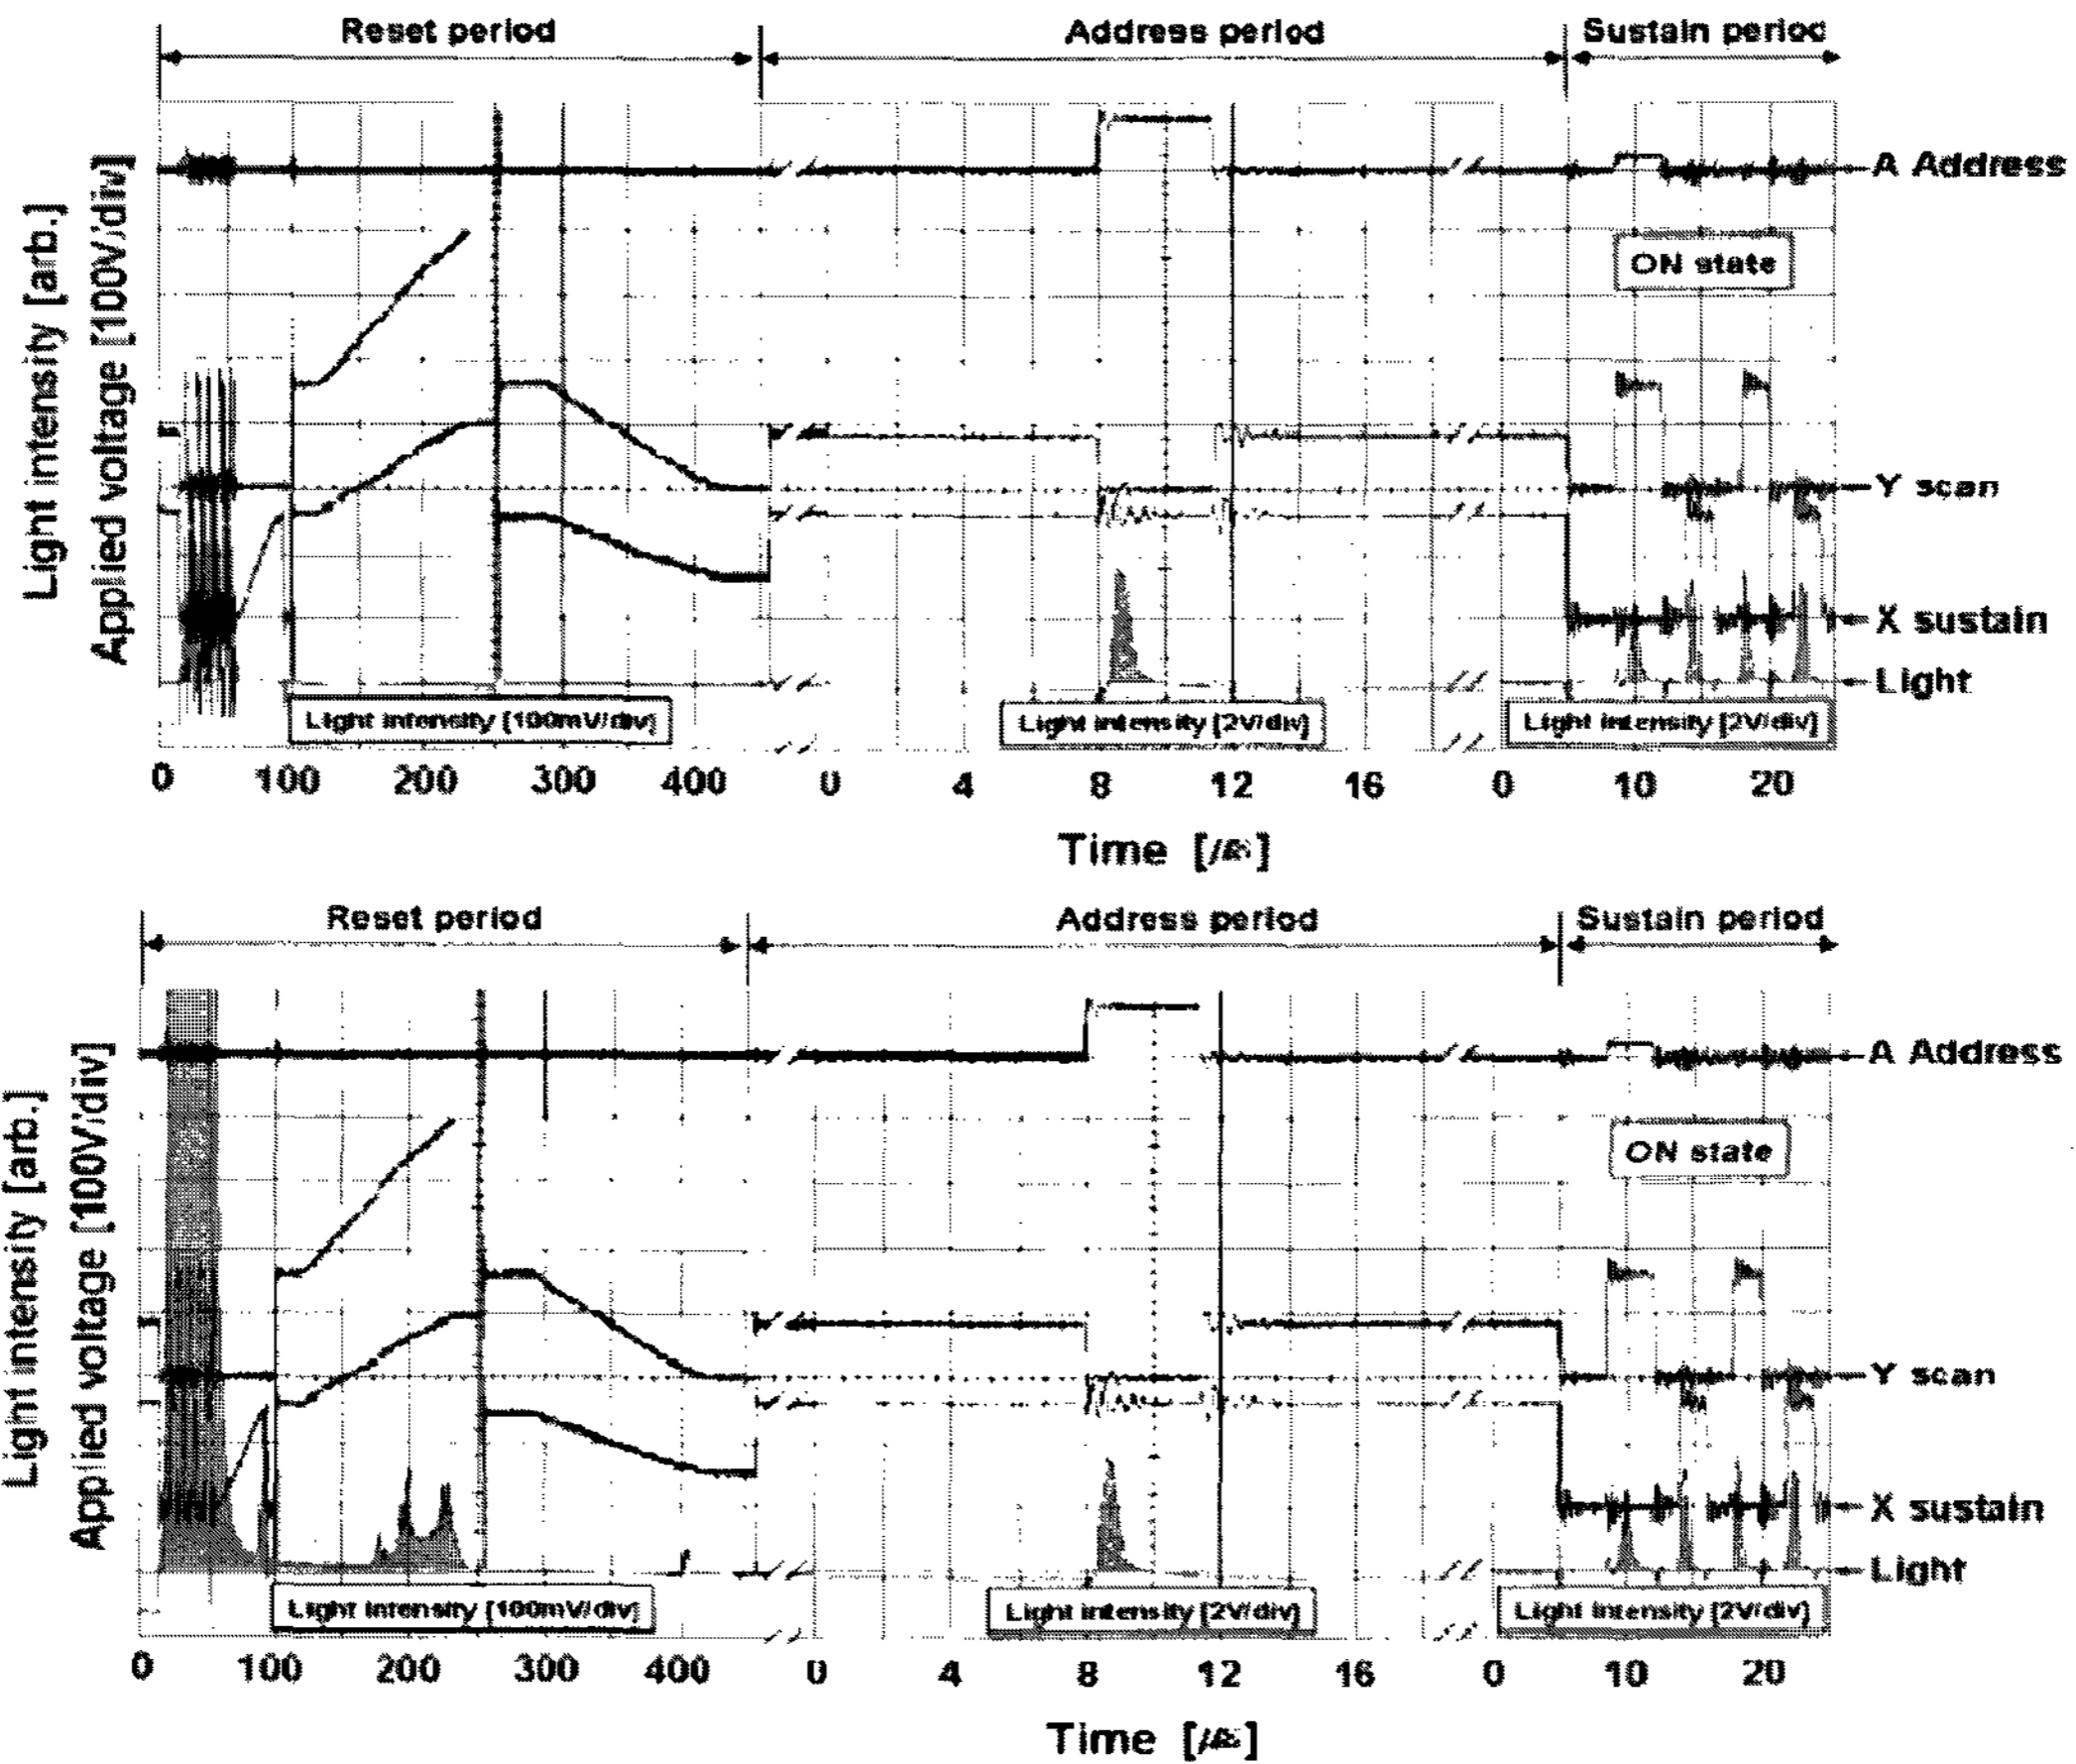 Reset period Address period Sustain period
Light intensity [arb.]
Applied voltage [100V/div]
A Address
ON state
Y scan
X sustain
Light
Light intensity [100mV/div] Light intensity [2V/div] Light intensity [2V/div]
0 100 200 300 400 0 4 8 12 16 0 10 20
Time
Reset period Address period Sustain period
Light intensity [arb.]
Applied voltage [100V/div]
A Address
ON state
Y scan
X sustain
Light
Light intensity [100mV/div] Light intensity [2V/div] Light intensity [2V/div]
0 100 200 300 400 0 4 8 12 16 0 10 20
Time